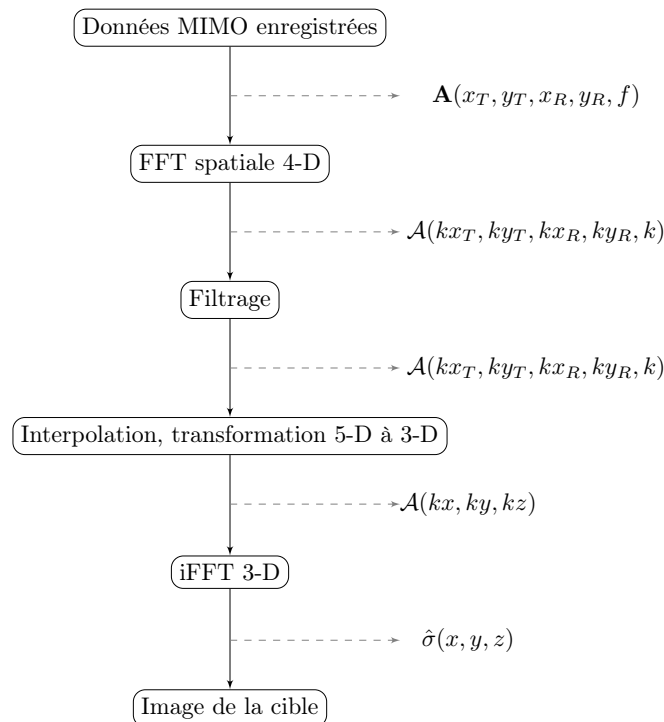 Données MIMO enregistrées
𝐀(x_T, y_T, x_R, y_R, f)
FFT spatiale 4-D
𝒜(kx_T, ky_T, kx_R, ky_R, k)
Filtrage
𝒜(kx_T, ky_T, kx_R, ky_R, k)
Interpolation, transformation 5-D à 3-D
𝒜(kx, ky, kz)
iFFT 3-D
σ̂(x, y, z)
Image de la cible